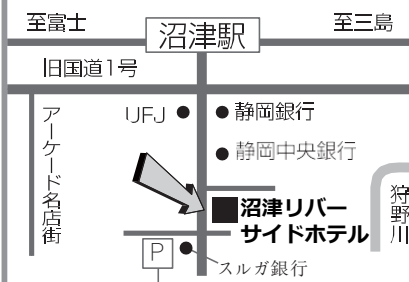 至富士
沼津駅
至三島
旧国道1号
アーケード名店街
UFJ
静岡銀行
静岡中央銀行
沼津リバー
サイドホテル
狩野川
P
スルガ銀行